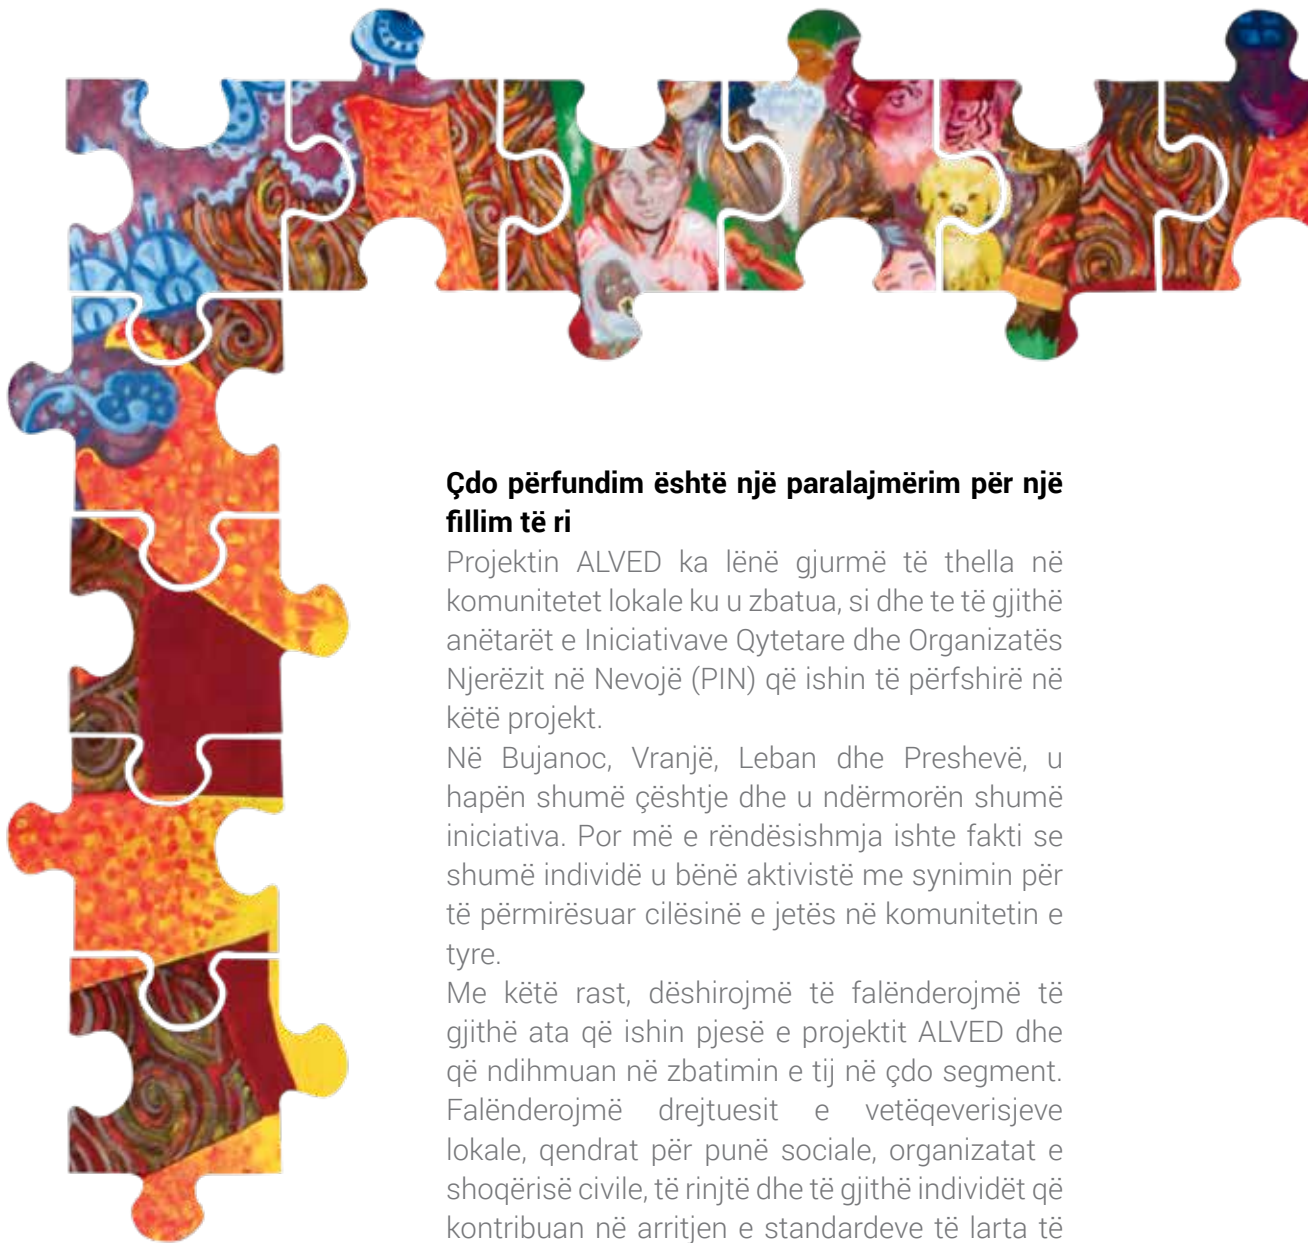 Çdo përfundim është një paralajmërim për një
fillim të ri
Projektin ALVED ka lënë gjurmë të thella në
komunitetet lokale ku u zbatua, si dhe te të gjithë
anëtarët e Iniciativave Qytetare dhe Organizatës
Njerëzit në Nevojë (PIN) që ishin të përfshirë në
këtë projekt.
Në Bujanoc, Vranjë, Leban dhe Preshevë, u
hapën shumë çështje dhe u ndërmorën shumë
iniciativa. Por më e rëndësishmja ishte fakti se
shumë individë u bënë aktivistë me synimin për
të përmirësuar cilësinë e jetës në komunitetin e
tyre.
Me këtë rast, dëshirojmë të falënderojmë të
gjithë ata që ishin pjesë e projektit ALVED dhe
që ndihmuan në zbatimin e tij në çdo segment.
Falënderojmë drejtuesit e vetëqeverisjeve
lokale, qendrat për punë sociale, organizatat e
shoqërisë civile, të rinjtë dhe të gjithë individët që
kontribuan në arritjen e standardeve të larta të